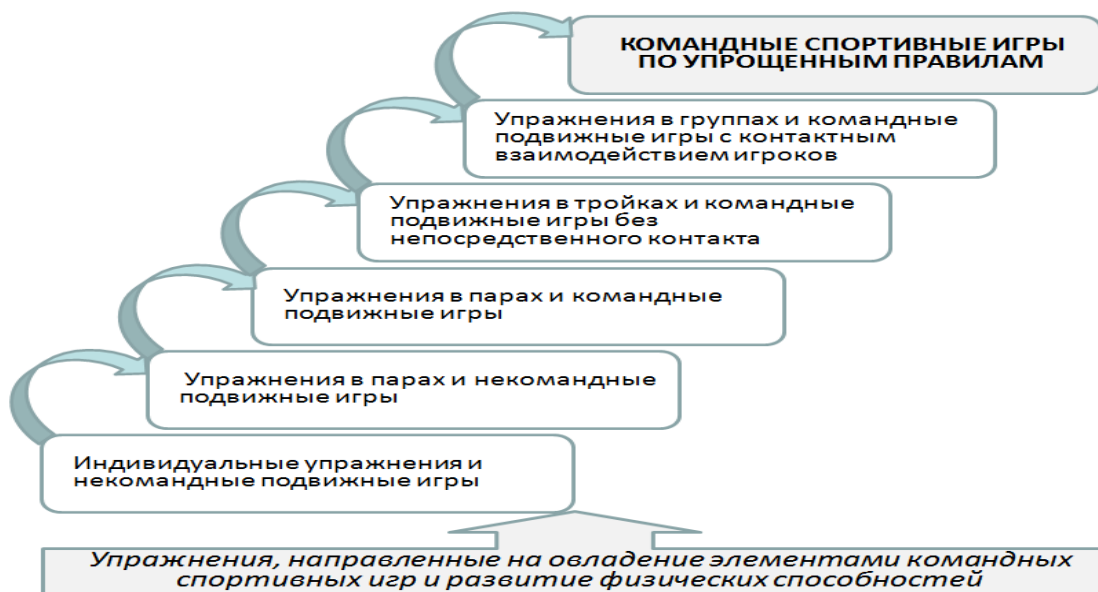 КОМАНДНЫЕ СПОРТИВНЫЕ ИГРЫ
ПО УПРОЩЕННЫМ ПРАВИЛАМ
Упражнения в группах и командные
подвижные игры с контактным
взаимодействием игроков
Упражнения в тройках и командные
подвижные игры без
непосредственного контакта
Упражнения в парах и командные
подвижные игры
Упражнения в парах и некомандные
подвижные игры
Индивидуальные упражнения и
некомандные подвижные игры
Упражнения, направленные на овладение элементами командных
спортивных игр и развитие физических способностей